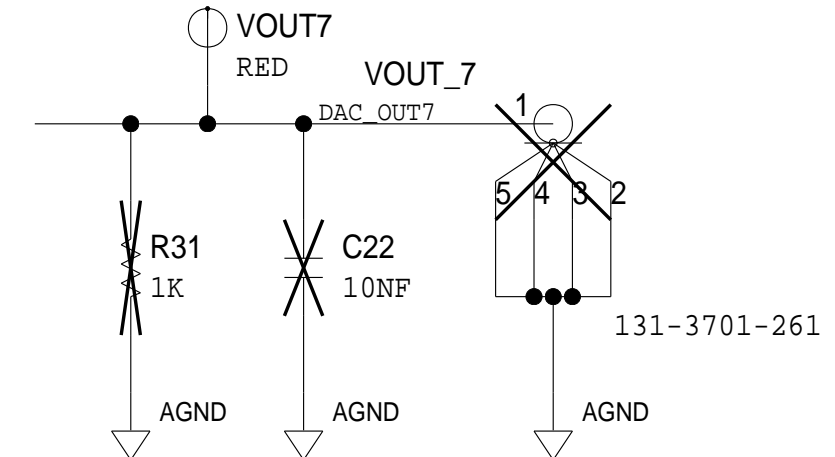 VOUT7
RED
VOUT_7
DAC_OUT7
1
5 4 3 2
R31
1K
C22
10NF
131-3701-261
AGND
AGND
AGND